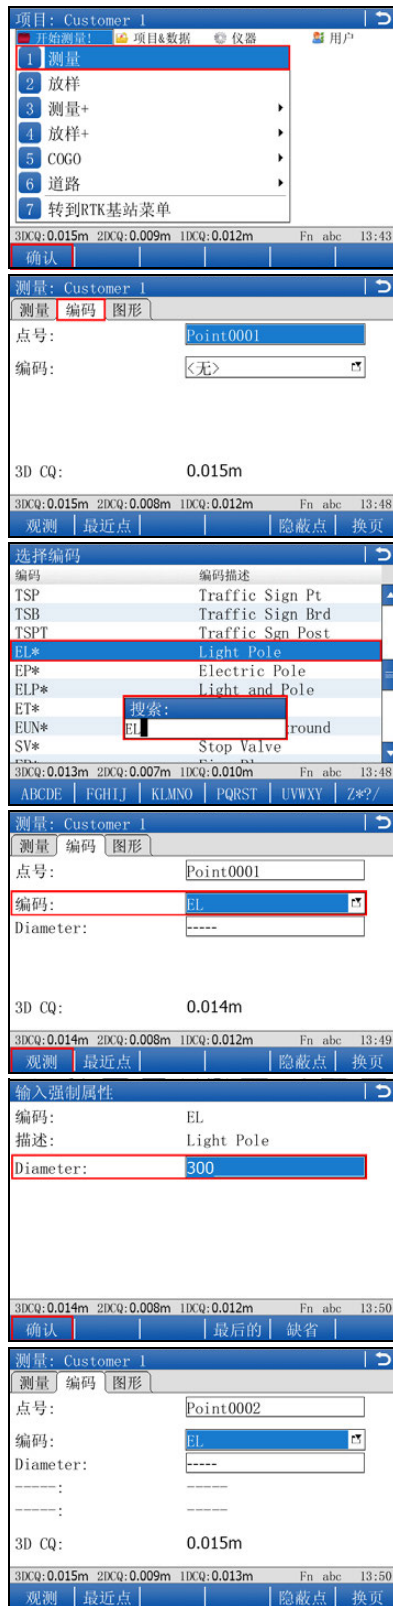 项目: Customer 1
开始测量! 项目&数据 仪器 用户
1 测量
2 放样
3 测量+
4 放样+
5 COGO
6 道路
7 转到RTK基站菜单
3DCQ:0.015m 2DCQ:0.009m 1DCQ:0.012m Fn abc 13:43
确认
测量: Customer 1
测量 编码 图形
点号: Point0001
编码: <无>
3D CQ: 0.015m
3DCQ:0.015m 2DCQ:0.008m 1DCQ:0.012m Fn abc 13:48
观测 最近点 隐蔽点 换页
选择编码
编码 编码描述
TSP Traffic Sign Pt
TSB Traffic Sign Brd
TSPT Traffic Sgn Post
EL* Light Pole
EP* Electric Pole
ELP* Light and Pole
ET*
搜索:
EUN* round
EL
SV* Stop Valve
3DCQ:0.013m 2DCQ:0.007m 1DCQ:0.010m Fn abc 13:48
ABCDE FGHIJ KLMNO PQRST UVWXY Z*?/
测量: Customer 1
测量 编码 图形
点号: Point0001
编码: EL
Diameter: -----
3D CQ: 0.014m
3DCQ:0.014m 2DCQ:0.008m 1DCQ:0.012m Fn abc 13:49
观测 最近点 隐蔽点 换页
输入强制属性
编码: EL
描述: Light Pole
Diameter: 300
3DCQ:0.014m 2DCQ:0.008m 1DCQ:0.012m Fn abc 13:50
确认 最后的 缺省
测量: Customer 1
测量 编码 图形
点号: Point0002
编码: EL
Diameter: -----
-----: -----
-----: -----
3D CQ: 0.015m
3DCQ:0.015m 2DCQ:0.009m 1DCQ:0.013m Fn abc 13:50
观测 最近点 隐蔽点 换页